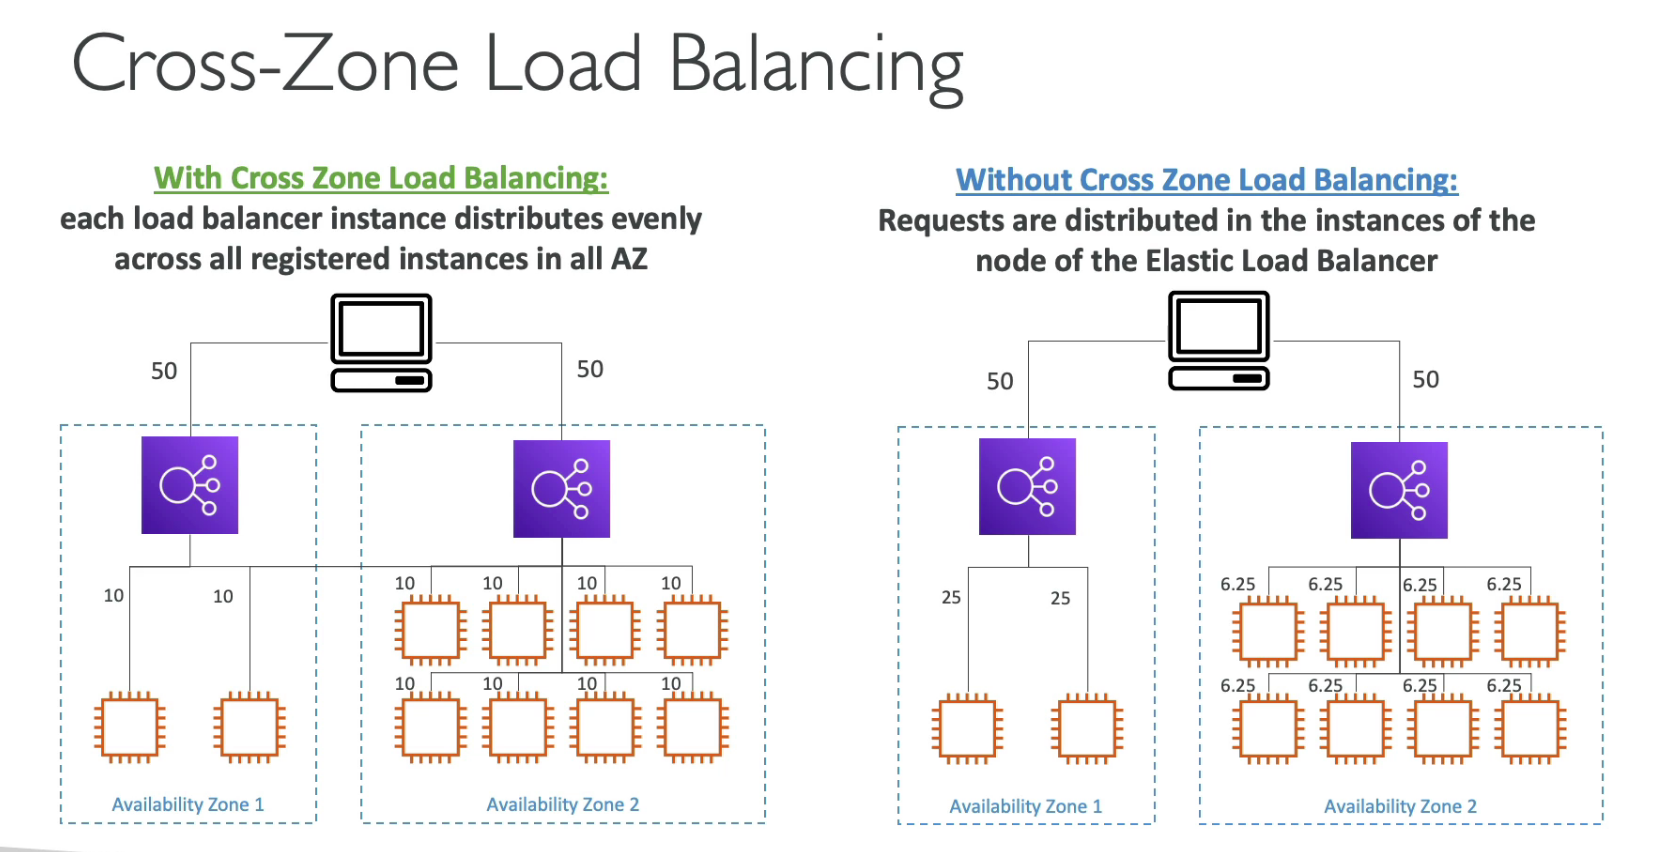 Cross-Zone Load Balancing
With Cross Zone Load Balancing:
each load balancer instance distributes evenly
across all registered instances in all AZ
50
50
10
10
10
10
10
10
10
10
10
10
Availability Zone 1
Availability Zone 2
Without Cross Zone Load Balancing:
Requests are distributed in the instances of the
node of the Elastic Load Balancer
50
50
25
25
6.25
6.25
6.25
6.25
6.25
6.25
6.25
6.25
Availability Zone 1
Availability Zone 2